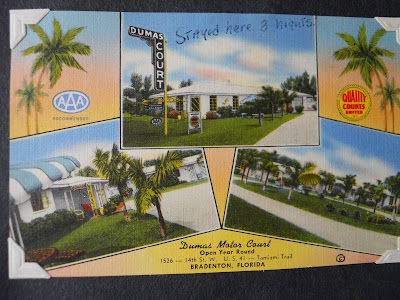 Stayed here 3 nights
DUMAS
COURT
AAA
RECOMMENDED
QUALITY
COURTS
UNITED
Dumas Motor Court
Open Year Round
1526 — 14th St. W. U. S. 41 — Tamiami Trail
BRADENTON, FLORIDA